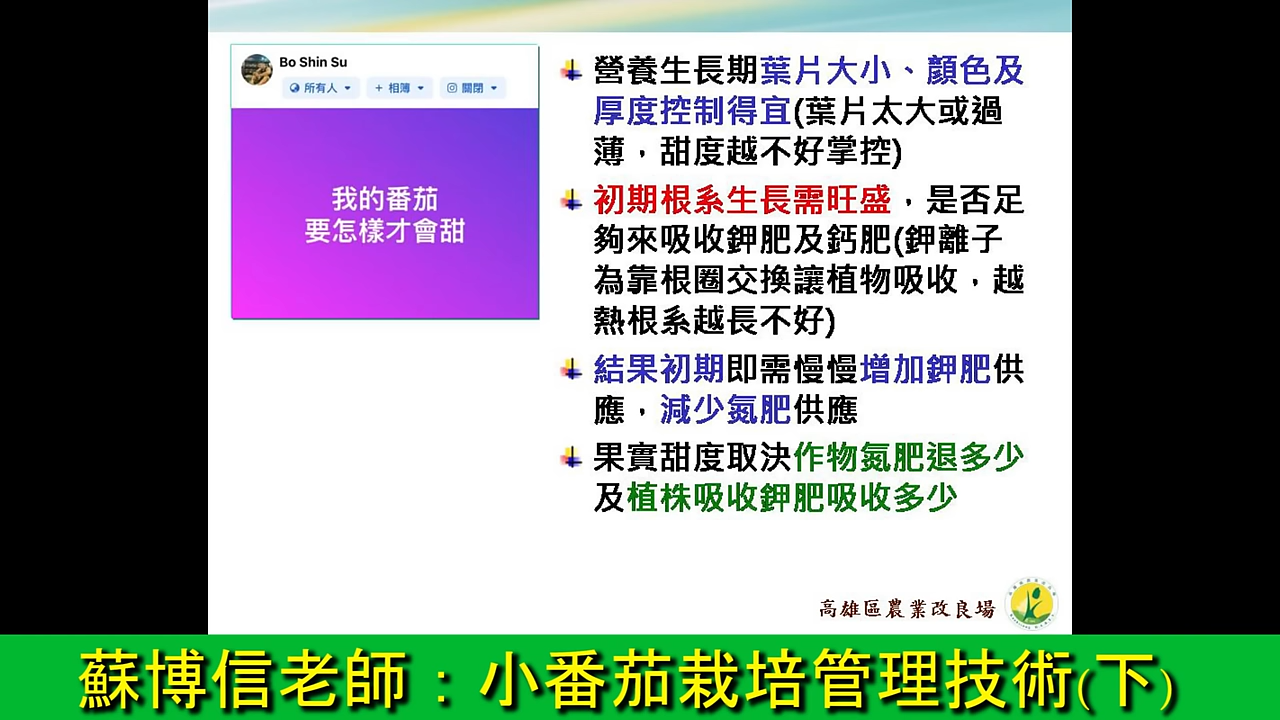 Bo Shin Su
所有人
+ 相簿
關閉
我的番茄
要怎樣才會甜
營養生長期葉片大小、顏色及
厚度控制得宜(葉片太大或過
薄，甜度越不好掌控)
初期根系生長需旺盛，是否足
夠來吸收鉀肥及鈣肥(鉀離子
為靠根圈交換讓植物吸收，越
熱根系越長不好)
結果初期即需慢慢增加鉀肥供
應，減少氮肥供應
果實甜度取決作物氮肥退多少
及植株吸收鉀肥吸收多少
高雄區農業改良場
蘇博信老師：小番茄栽培管理技術(下)